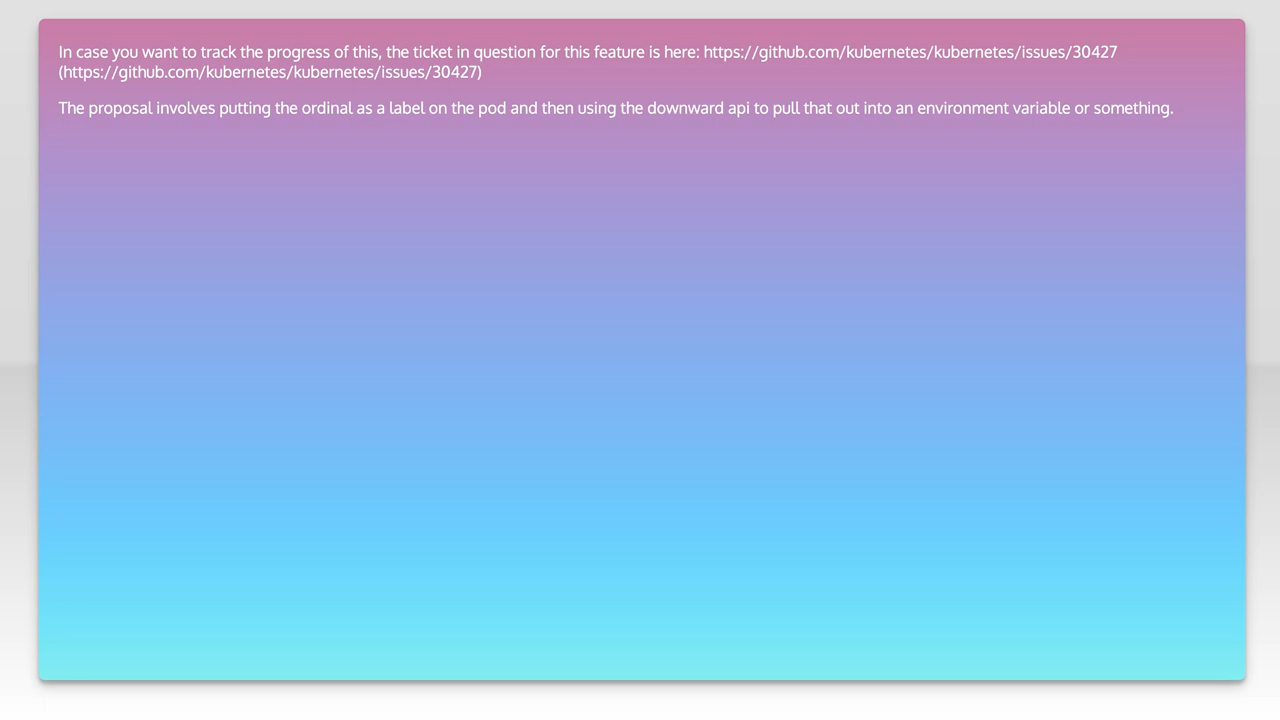 In case you want to track the progress of this, the ticket in question for this feature is here: https://github.com/kubernetes/kubernetes/issues/30427
(https://github.com/kubernetes/kubernetes/issues/30427)
The proposal involves putting the ordinal as a label on the pod and then using the downward api to pull that out into an environment variable or something.